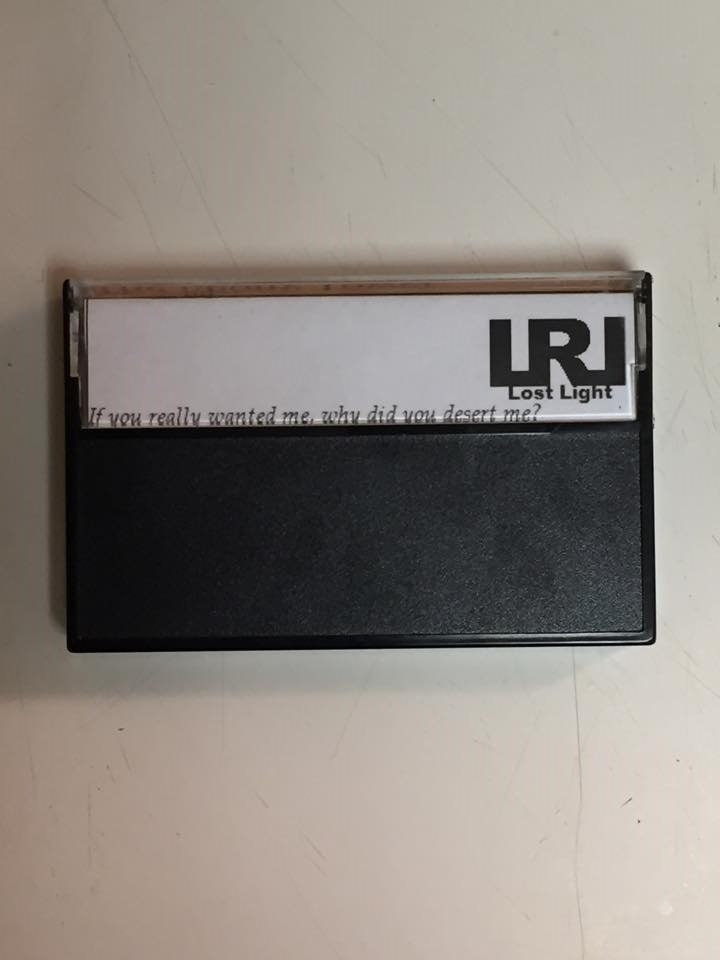 LRL
Lost Light
If you really wanted me, why did you desert me?